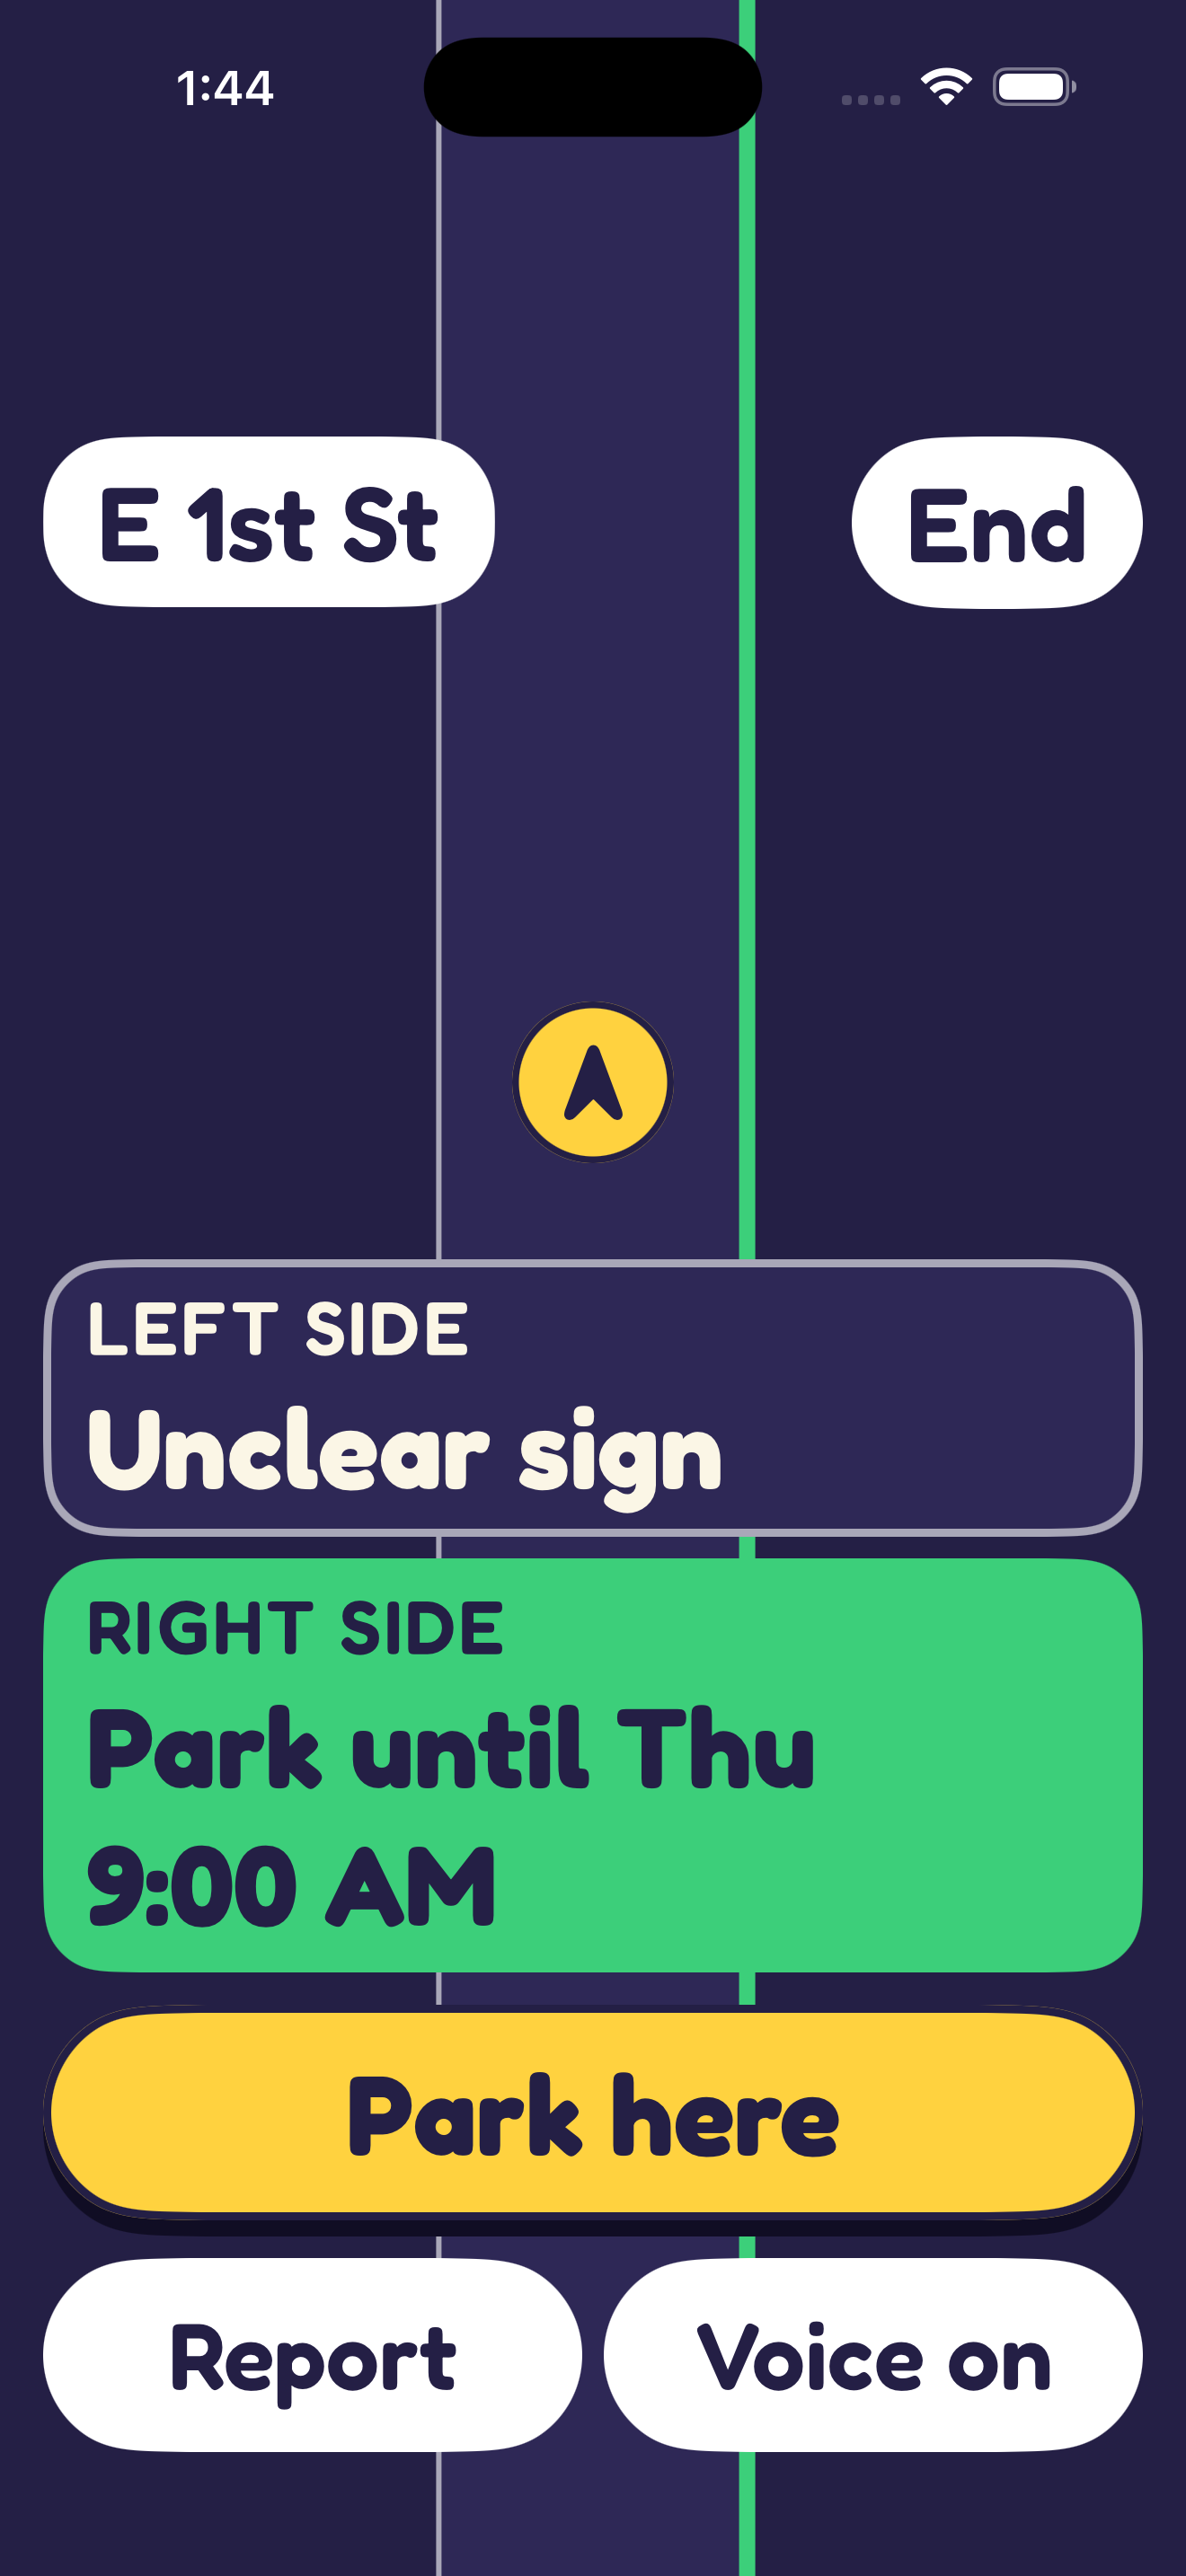 1:44
E 1st St
End
LEFT SIDE
Unclear sign
RIGHT SIDE
Park until Thu
9:00 AM
Park here
Report
Voice on